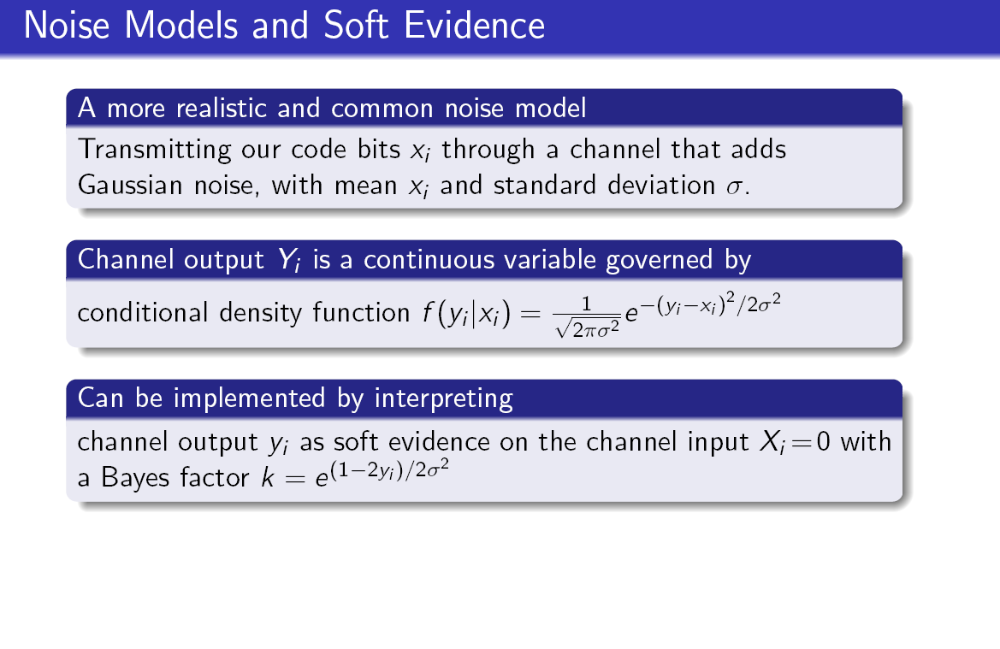 Noise Models and Soft Evidence
A more realistic and common noise model
Transmitting our code bits $x_i$ through a channel that adds
Gaussian noise, with mean $x_i$ and standard deviation $\sigma$.
Channel output $Y_i$ is a continuous variable governed by
conditional density function $f(y_i|x_i) = \frac{1}{\sqrt{2\pi\sigma^2}} e^{-(y_i-x_i)^2/2\sigma^2}$
Can be implemented by interpreting
channel output $y_i$ as soft evidence on the channel input $X_i=0$ with
a Bayes factor $k = e^{(1-2y_i)/2\sigma^2}$